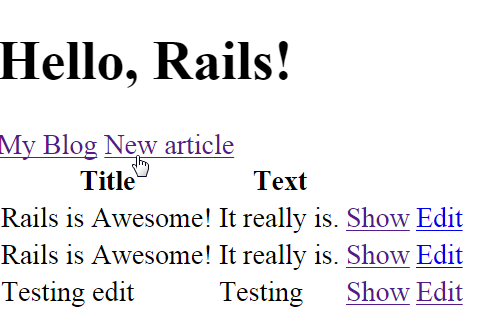 Hello, Rails!
My Blog New article
Title Text
Rails is Awesome! It really is. Show Edit
Rails is Awesome! It really is. Show Edit
Testing edit Testing Show Edit